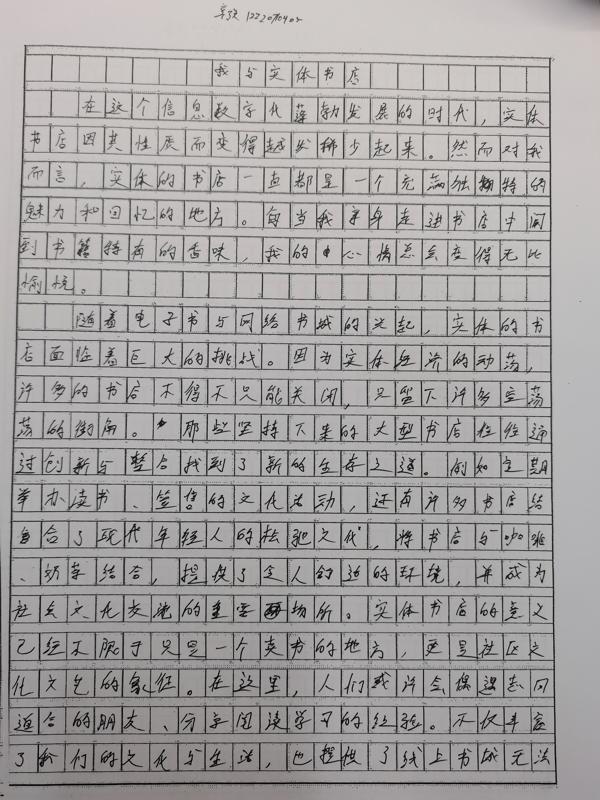 1222070402
我与实体书店
在这个信息数字化蓬勃发展的时代，实体
书店因其性质而变得越发稀少起来。然而对我
而言，实体的书店一直都是一个充满独特的
魅力和回忆的地方。每当我亲身走进书店中闻
到书籍特有的香味，我的心情总会变得无比
愉悦。
随着电子书与网络书城的兴起，实体的书
店面临着巨大的挑战。因为实体经济的动荡，
许多的书店不得不只能关闭，只留下许多空荡
荡的街角。那些坚持下来的大型书店往往通
过创新与整合找到了新的生存之道。例如定期
举办读书、签售的文化活动，还有许多书店结
合了现代年轻人的松弛文化，将书店与咖啡
、奶茶结合，提供了令人舒适的环境，并成为
社会文化交流的重要场所。实体书店的意义
已经不限于只是一个卖书的地方，更是社区文
化文艺的象征。在这里，人们或许会偶遇志同
道合的朋友、分享阅读学习的经验。不仅丰富
了我们的文化与生活，也提供了线上书城无法